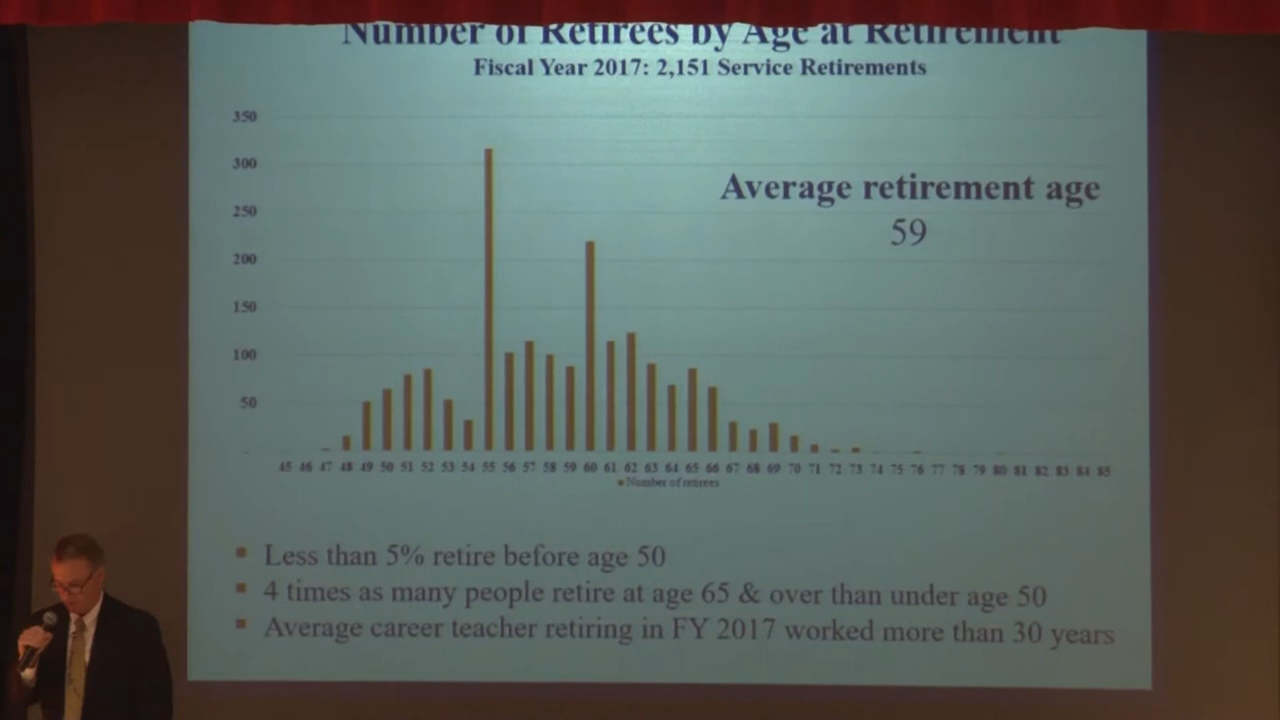 Number of Retirees by Age at Retirement
Fiscal Year 2017: 2,151 Service Retirements
350
300
250
200
150
100
50
-
Average retirement age
59
45 46 47 48 49 50 51 52 53 54 55 56 57 58 59 60 61 62 63 64 65 66 67 68 69 70 71 72 73 74 75 76 77 78 79 80 81 82 83 84 85
Number of retirees
Less than 5% retire before age 50
4 times as many people retire at age 65 & over than under age 50
Average career teacher retiring in FY 2017 worked more than 30 years